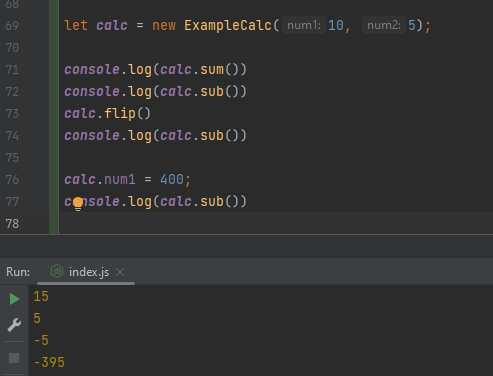 68
69 let calc = new ExampleCalc( num1: 10, num2: 5);
70
71 console.log(calc.sum())
72 console.log(calc.sub())
73 calc.flip()
74 console.log(calc.sub())
75
76 calc.num1 = 400;
77 console.log(calc.sub())
78
Run: index.js ×
15
5
-5
-395